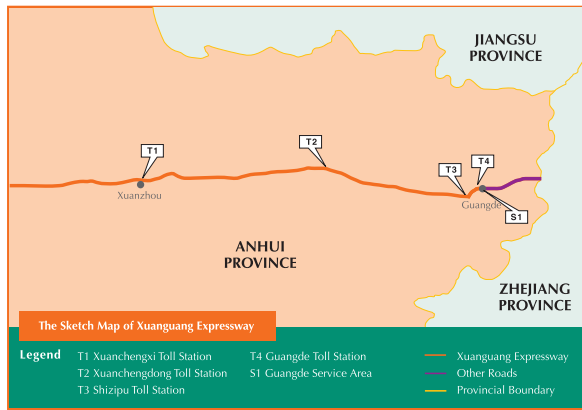 JIANGSU
PROVINCE
T1
T2
T3
T4
Xuanzhou
Guangde
S1
ANHUI
PROVINCE
ZHEJIANG
PROVINCE
The Sketch Map of Xuanguang Expressway
Legend
T1 Xuanchengxi Toll Station
T2 Xuanchengdong Toll Station
T3 Shizipu Toll Station
T4 Guangde Toll Station
S1 Guangde Service Area
Xuanguang Expressway
Other Roads
Provincial Boundary